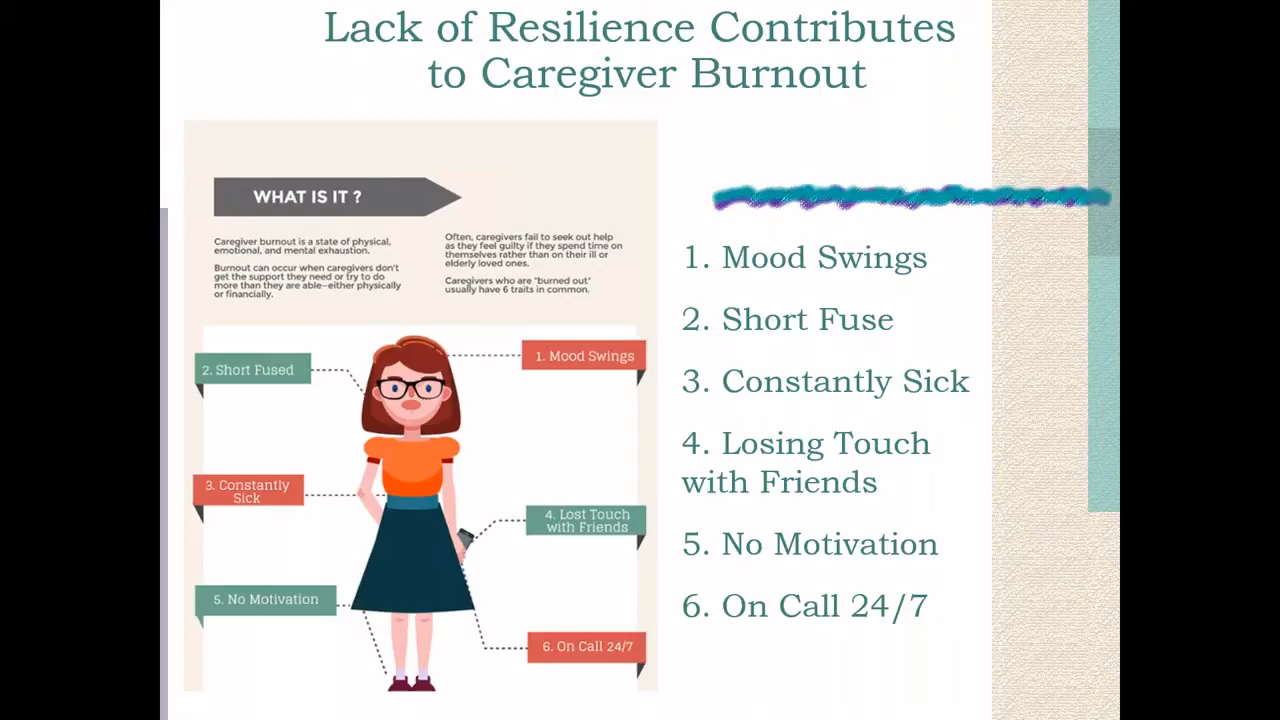 Lack of Resilience Contributes
to Caregiver Burnout
WHAT IS IT ?
Caregiver burnout is a state of physical,
emotional, and mental exhaustion.
Burnout can occur when caregivers don't
get the support they need or try to do
more than they are able—either physically
or financially.
Often, caregivers fail to seek out help
as they feel guilty if they spend time on
themselves rather than on their ill or
elderly loved ones.
Caregivers who are "burned out"
usually have 6 traits in common.
1. Mood Swings
2. Short Fused
3. Constantly
Sick
4. Lost Touch
with Friends
5. No Motivation
6. On Call 24/7
1. Mood Swings
2. Short Fuse
3. Constantly Sick
4. Losing Touch
with Friends
5. No Motivation
6. On Call 24/7